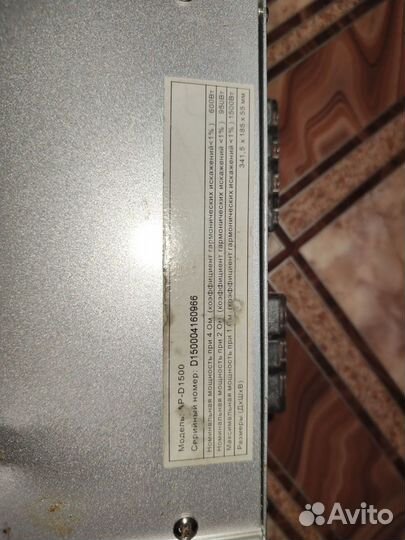 Модель: AP-D1500
Серийный номер: D150004160966
Номинальная мощность при 4 Ом (коэффициент гармонических искажений<1% ) 600Вт
Номинальная мощность при 2 Ом (коэффициент гармонических искажений <1% ) 950Вт
Максимальная мощность при 1 Ом (коэффициент гармонических искажений <1% ) 1500Вт
Размеры (ДхШхВ) 341,5 x 185 x 55 мм
Avito